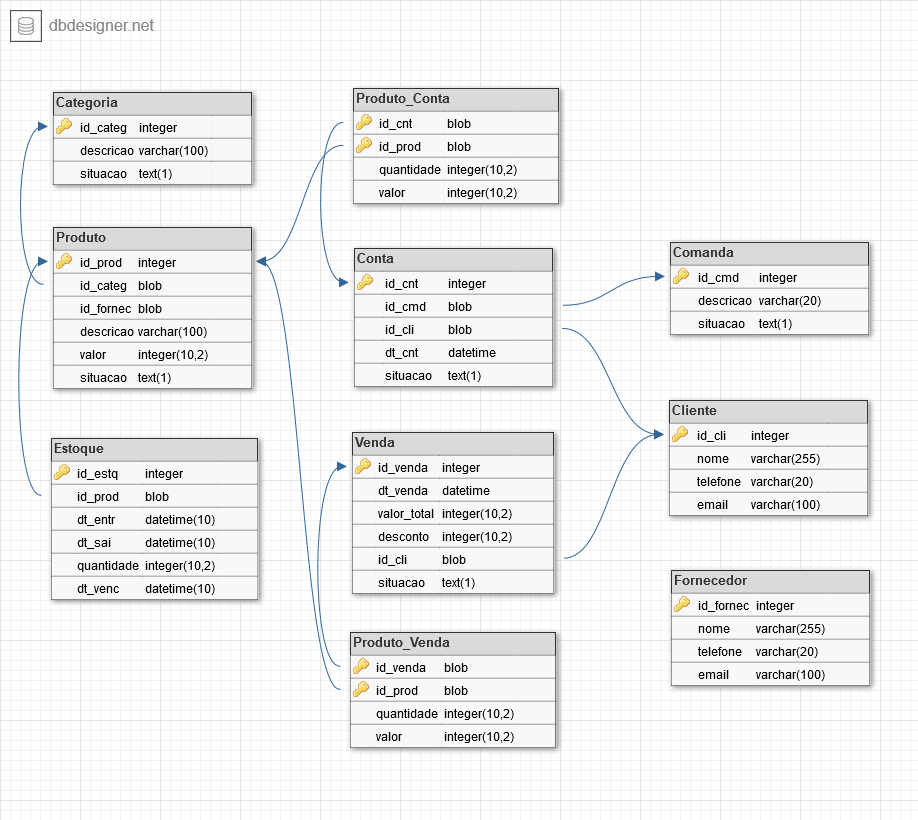 dbdesigner.net
Categoria
id_categ integer
descricao varchar(100)
situacao text(1)
Produto
id_prod integer
id_categ blob
id_fornec blob
descricao varchar(100)
valor integer(10,2)
situacao text(1)
Estoque
id_estq integer
id_prod blob
dt_entr datetime(10)
dt_sai datetime(10)
quantidade integer(10,2)
dt_venc datetime(10)
Produto_Conta
id_cnt blob
id_prod blob
quantidade integer(10,2)
valor integer(10,2)
Conta
id_cnt integer
id_cmd blob
id_cli blob
dt_cnt datetime
situacao text(1)
Venda
id_venda integer
dt_venda datetime
valor_total integer(10,2)
desconto integer(10,2)
id_cli blob
situacao text(1)
Produto_Venda
id_venda blob
id_prod blob
quantidade integer(10,2)
valor integer(10,2)
Comanda
id_cmd integer
descricao varchar(20)
situacao text(1)
Cliente
id_cli integer
nome varchar(255)
telefone varchar(20)
email varchar(100)
Fornecedor
id_fornec integer
nome varchar(255)
telefone varchar(20)
email varchar(100)